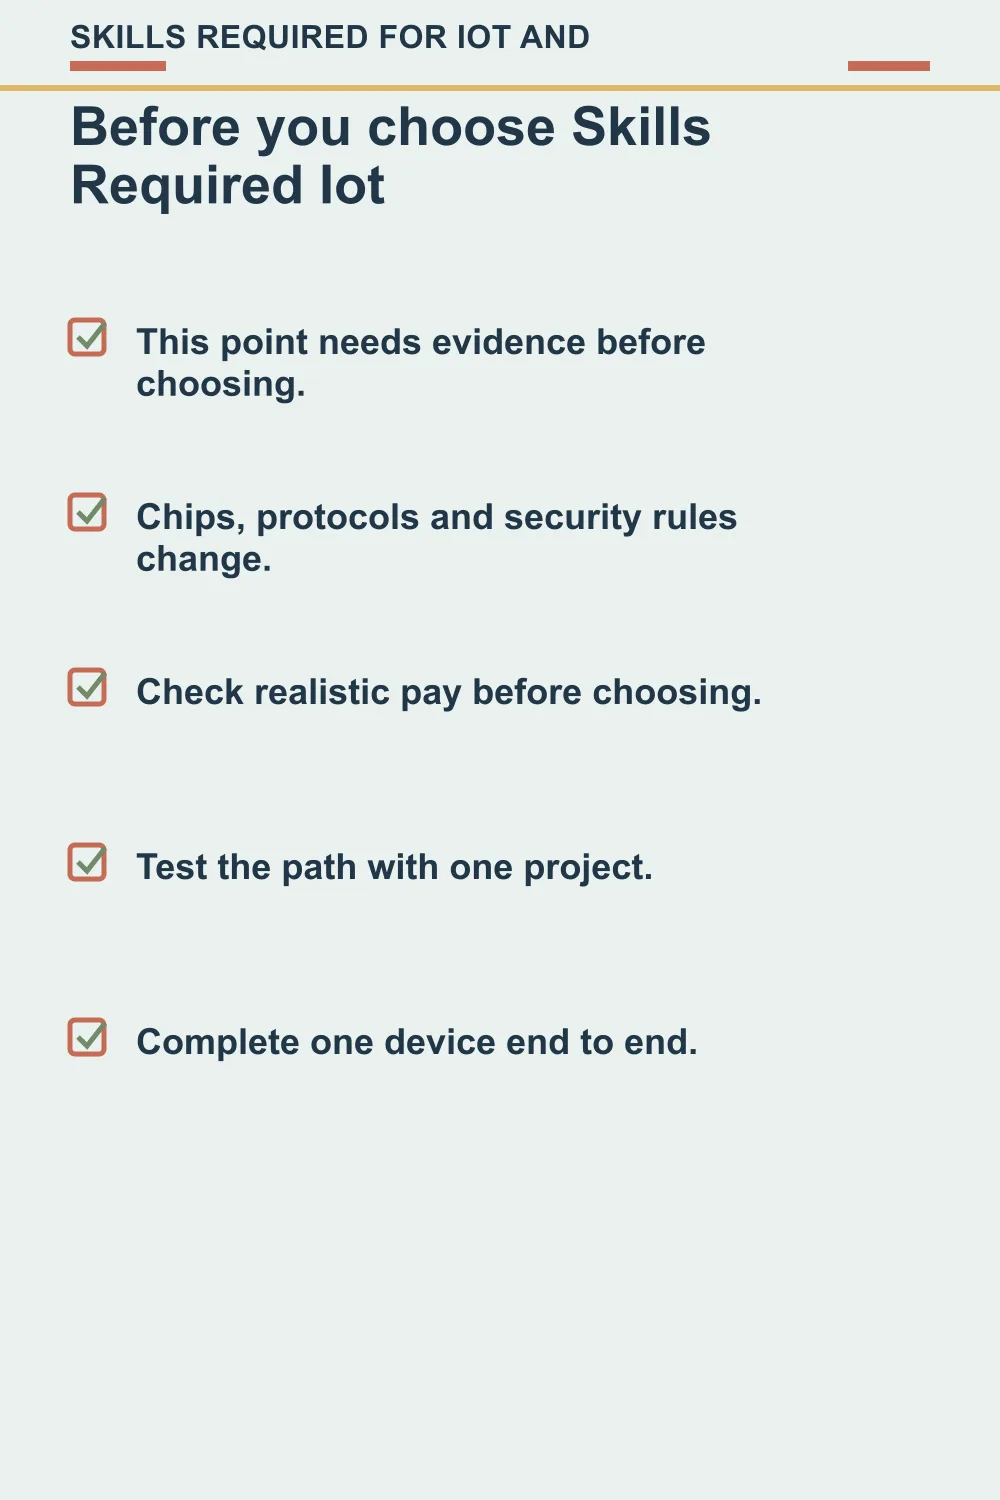 SKILLS REQUIRED FOR IOT AND
Before you choose Skills
Required Iot
This point needs evidence before
choosing.
Chips, protocols and security rules
change.
Check realistic pay before choosing.
Test the path with one project.
Complete one device end to end.